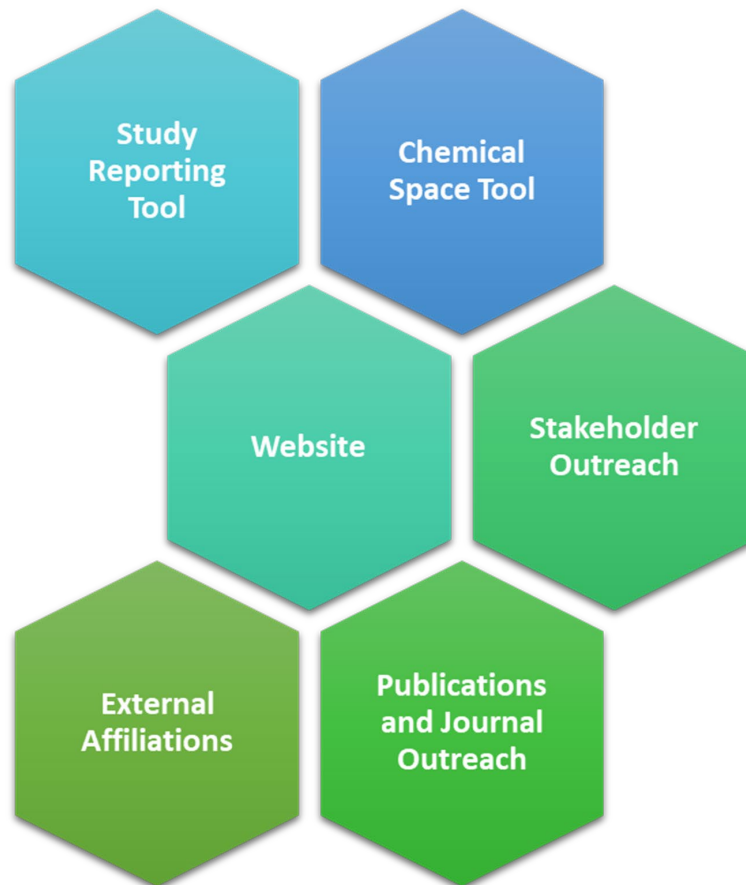 Study
Reporting
Tool
Chemical
Space Tool
Website
Stakeholder
Outreach
External
Affiliations
Publications
and Journal
Outreach